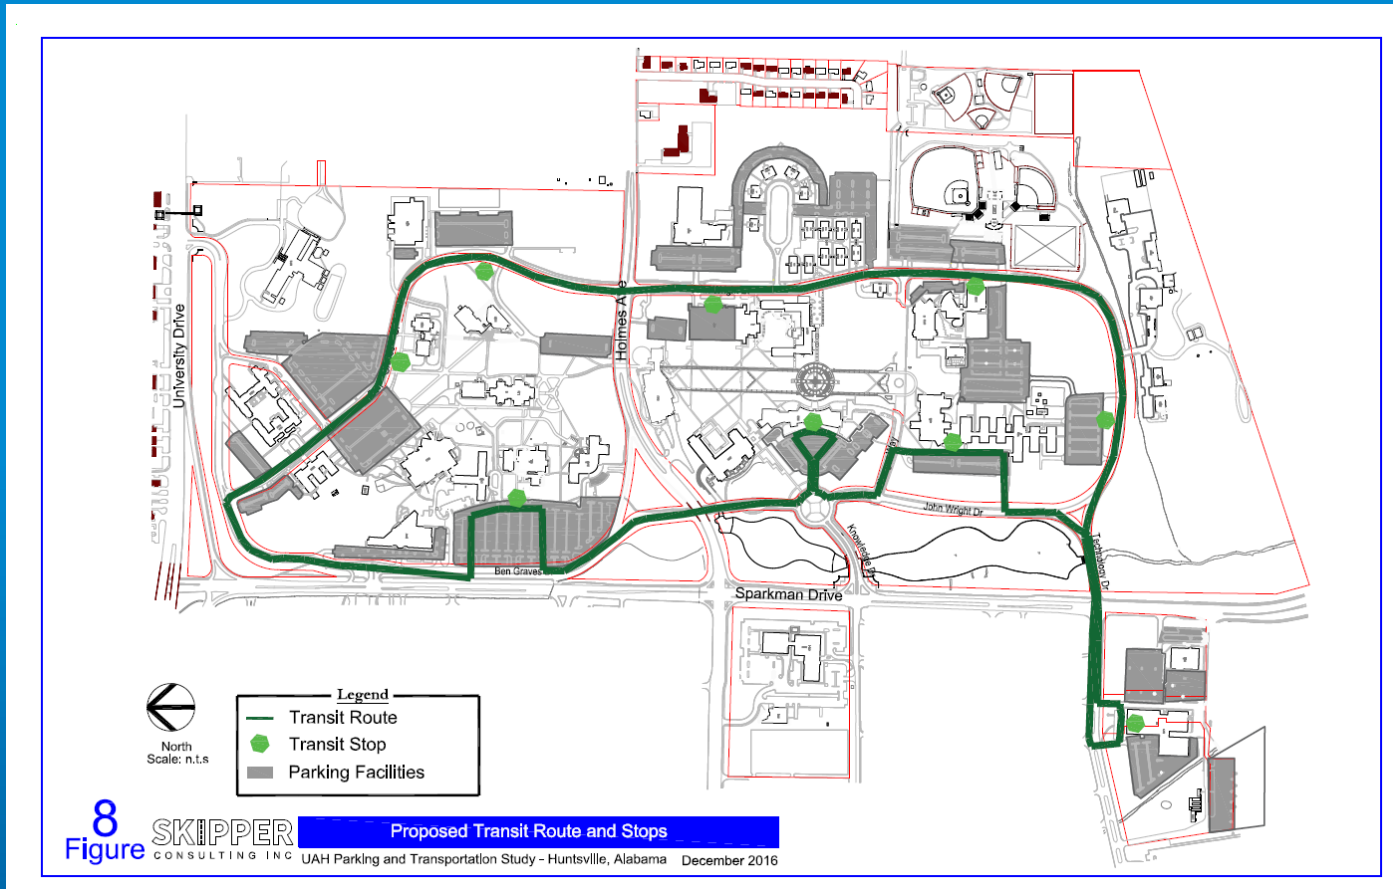 University Drive
Holmes Ave
Way
John Wright Dr
Knowledge Dr
Technology Dr
Ben Graves
Sparkman Drive
Legend
Transit Route
Transit Stop
Parking Facilities
North
Scale: n.t.s
8
Figure
SKIPPER
CONSULTING INC
Proposed Transit Route and Stops
UAH Parking and Transportation Study - Huntsville, Alabama December 2016